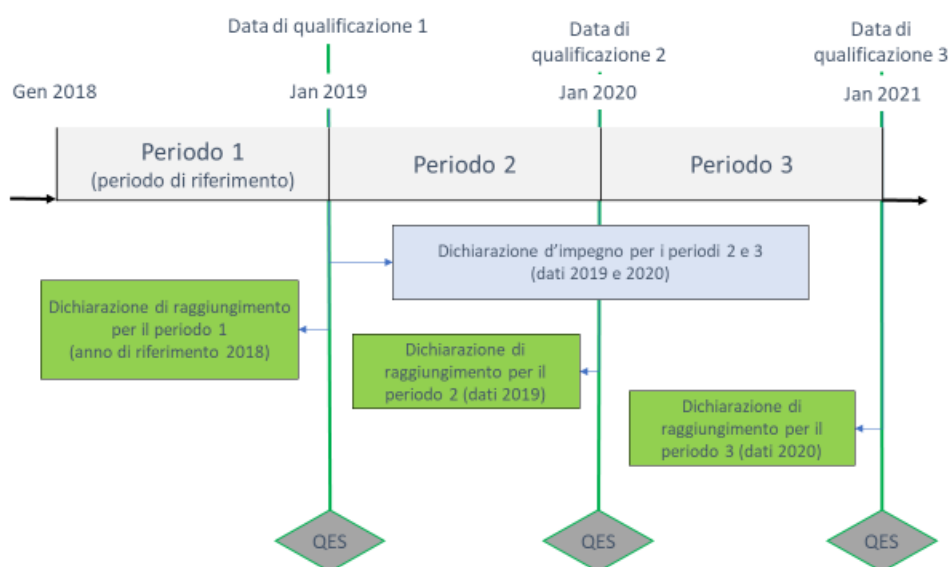 Data di qualificazione 1
Data di
qualificazione 2
Data di
qualificazione 3
Gen 2018
Jan 2019
Jan 2020
Jan 2021
Periodo 1
(periodo di riferimento)
Periodo 2
Periodo 3
Dichiarazione d'impegno per i periodi 2 e 3
(dati 2019 e 2020)
Dichiarazione di raggiungimento
per il periodo 1
(anno di riferimento 2018)
Dichiarazione di
raggiungimento per il
periodo 2 (dati 2019)
Dichiarazione di
raggiungimento per il
periodo 3 (dati 2020)
QES
QES
QES